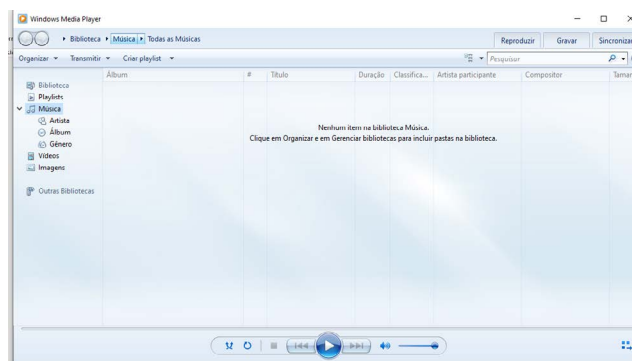 Windows Media Player
Biblioteca Música Todas as Músicas
Reproduzir Gravar Sincronizar
Organizar Transmitir Criar playlist
Pesquisar
Álbum # Título Duração Classifica... Artista participante Compositor Taman
Biblioteca
Playlists
Música
Artista
Álbum
Gênero
Vídeos
Imagens
Outras Bibliotecas
Nenhum item na biblioteca Música.
Clique em Organizar e em Gerenciar bibliotecas para incluir pastas na biblioteca.